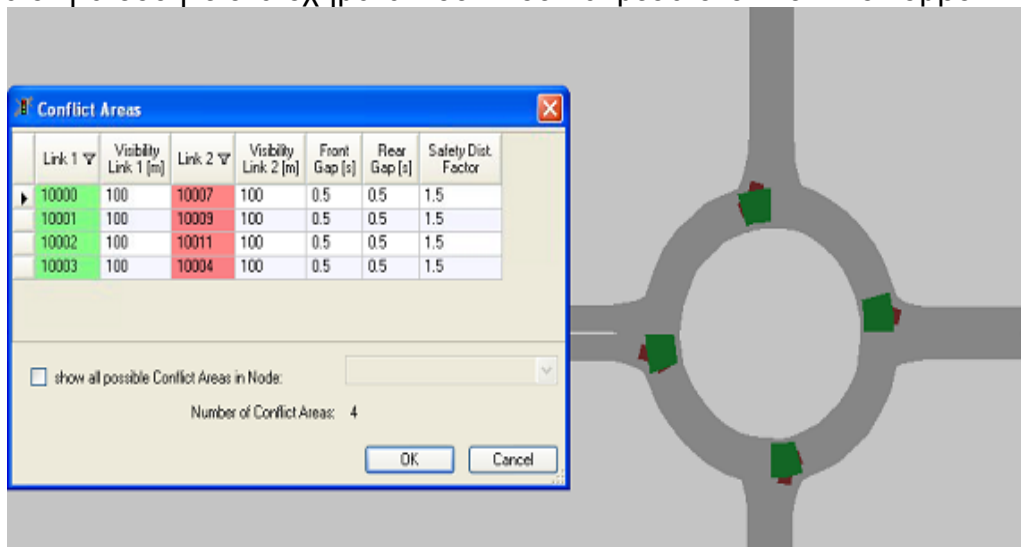 Conflict Areas
Link 1 Visibility Link 1 [m] Link 2 Visibility Link 2 [m] Front Gap [s] Rear Gap [s] Safety Dist. Factor
10000 100 10007 100 0.5 0.5 1.5
10001 100 10009 100 0.5 0.5 1.5
10002 100 10011 100 0.5 0.5 1.5
10003 100 10004 100 0.5 0.5 1.5
show all possible Conflict Areas in Node:
Number of Conflict Areas: 4
OK Cancel